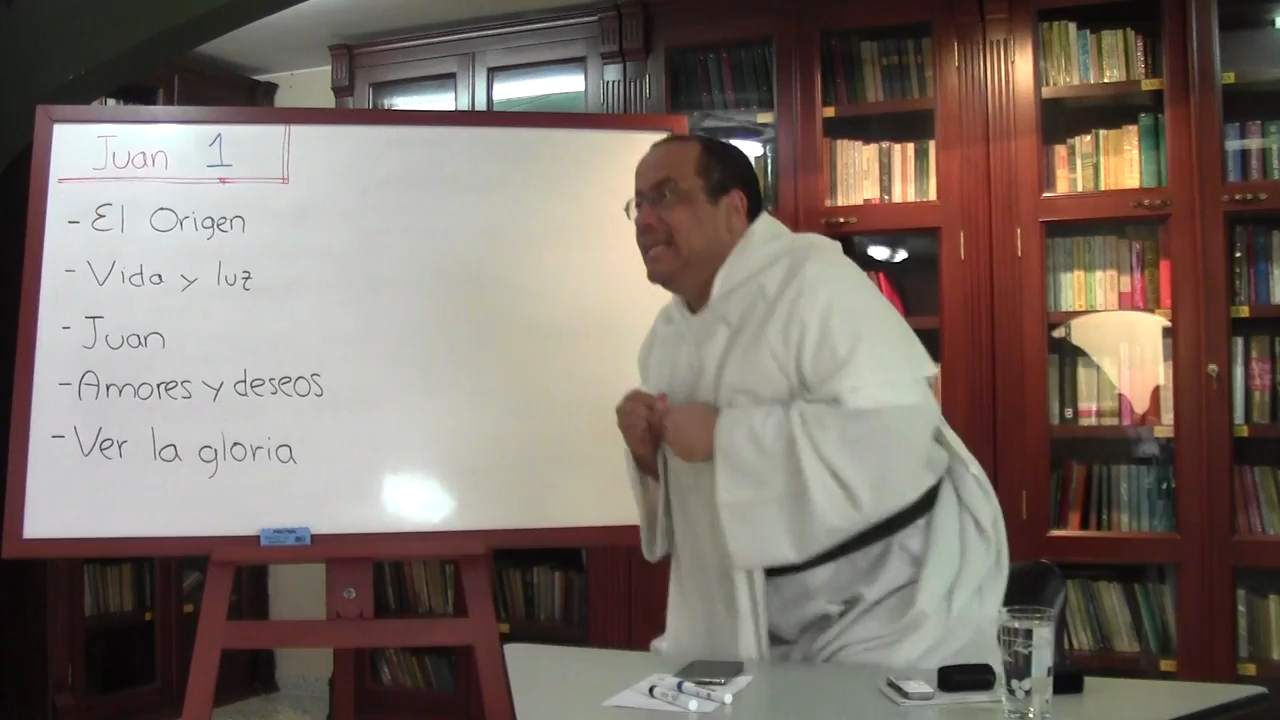 Juan 1
- El Origen
- Vida y luz
- Juan
- Amores y deseos
- Ver la gloria